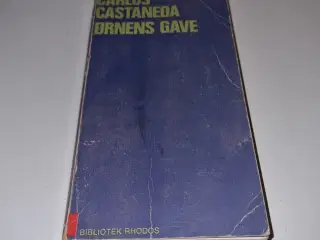 CARLOS
CASTANEDA
ØRNENS GAVE
BIBLIOTEK RHODOS